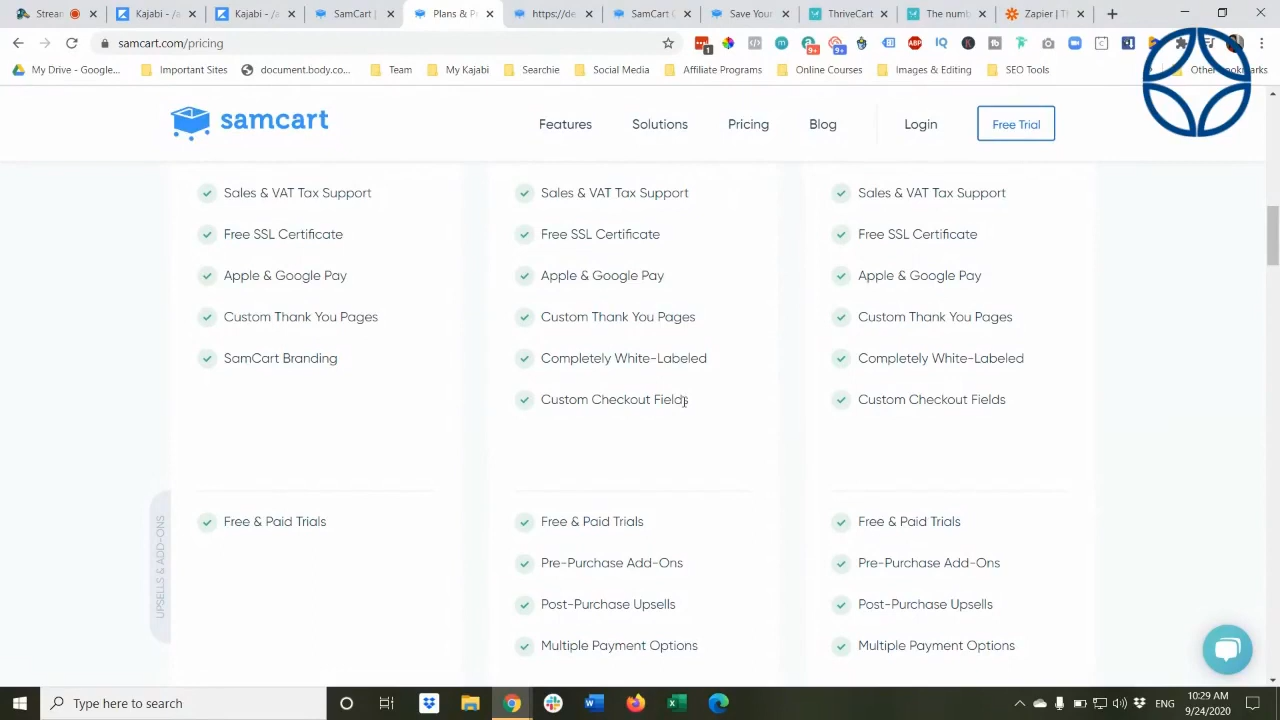 Strear
Kajabi - /
Kajabi - /
SamCart |
Plans & P
https://de
SamCart
Save Your
ThriveCart
The numb
Zapier | T
samcart.com/pricing
1
9+
9+
ABP
IQ
My Drive - Google...
Important Sites
document.body.co...
Team
My Kajabi
Searchie
Social Media
Affiliate Programs
Online Courses
Images & Editing
SEO Tools
Other bookmarks
samcart
Features
Solutions
Pricing
Blog
Login
Free Trial
Sales & VAT Tax Support
Free SSL Certificate
Apple & Google Pay
Custom Thank You Pages
SamCart Branding
Sales & VAT Tax Support
Free SSL Certificate
Apple & Google Pay
Custom Thank You Pages
Completely White-Labeled
Custom Checkout Fields
Sales & VAT Tax Support
Free SSL Certificate
Apple & Google Pay
Custom Thank You Pages
Completely White-Labeled
Custom Checkout Fields
UPSELLS & ADD-ONS
Free & Paid Trials
Free & Paid Trials
Pre-Purchase Add-Ons
Post-Purchase Upsells
Multiple Payment Options
Free & Paid Trials
Pre-Purchase Add-Ons
Post-Purchase Upsells
Multiple Payment Options
Type here to search
ENG
10:29 AM
9/24/2020